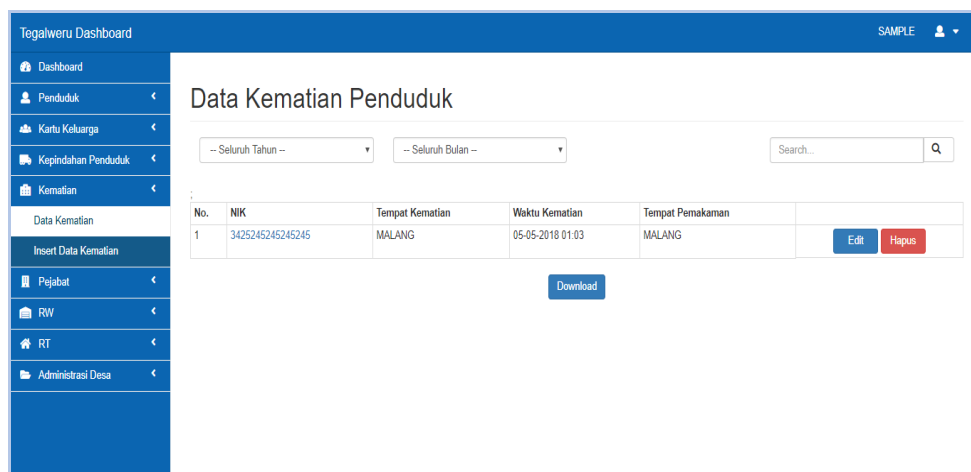 Tegalweru Dashboard
SAMPLE
Dashboard
Penduduk
Kartu Keluarga
Kepindahan Penduduk
Kematian
Data Kematian
Insert Data Kematian
Pejabat
RW
RT
Administrasi Desa
Data Kematian Penduduk
-- Seluruh Tahun -- -- Seluruh Bulan -- Search...
;
No. NIK Tempat Kematian Waktu Kematian Tempat Pemakaman
1 3425245245245245 MALANG 05-05-2018 01:03 MALANG Edit Hapus
Download